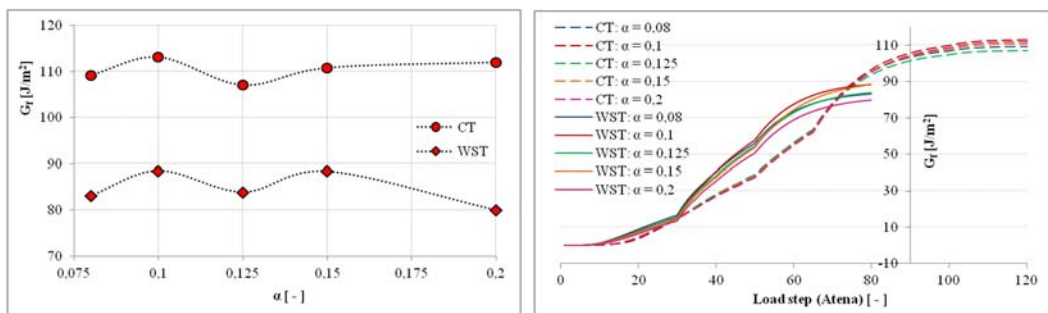 120
110
100
90
80
70
Gf [J/m²]
CT
WST
0,075
0,1
0,125
0,15
0,175
0,2
α [ - ]
CT: α = 0,08
CT: α = 0,1
CT: α = 0,125
CT: α = 0,15
CT: α = 0,2
WST: α = 0,08
WST: α = 0,1
WST: α = 0,125
WST: α = 0,15
WST: α = 0,2
110
90
70
50
30
10
-10
Gf [J/m²]
0
20
40
60
80
100
120
Load step (Atena) [ - ]